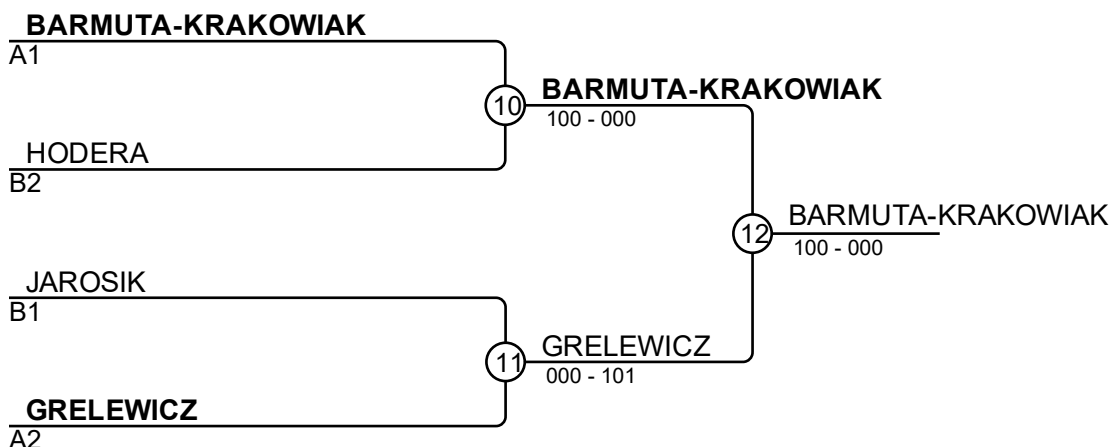 BARMUTA-KRAKOWIAK
A1
10
BARMUTA-KRAKOWIAK
100 - 000
HODERA
B2
12
BARMUTA-KRAKOWIAK
100 - 000
JAROSIK
B1
11
GRELEWICZ
000 - 101
GRELEWICZ
A2